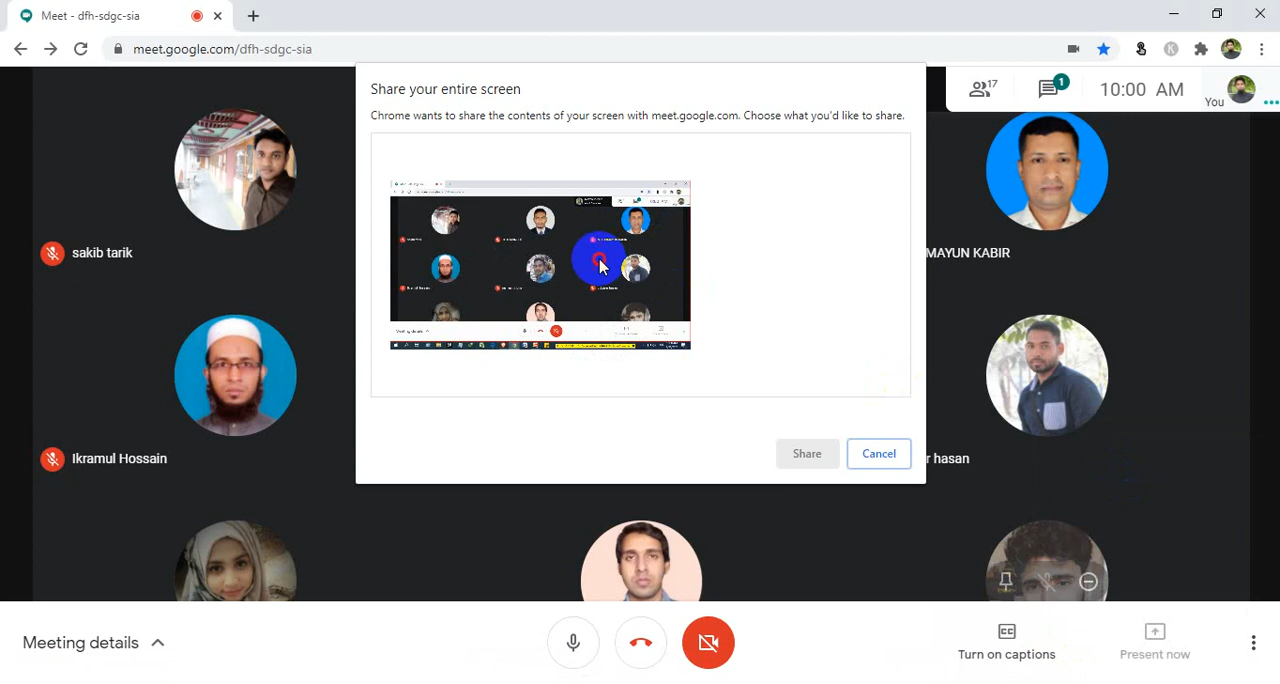 Meet - dfh-sdgc-sia
meet.google.com/dfh-sdgc-sia
K
Share your entire screen
Chrome wants to share the contents of your screen with meet.google.com. Choose what you'd like to share.
17
1
10:00 AM
You
sakib tarik
MAYUN KABIR
Ikramul Hossain
r hasan
Share
Cancel
Meeting details
CC
Turn on captions
Present now